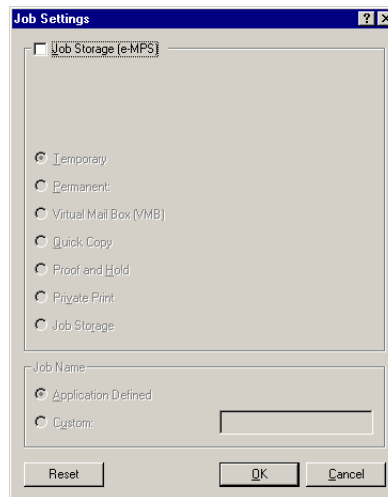 Job Settings
Job Storage (e-MPS)
Temporary
Permanent:
Virtual Mail Box (VMB)
Quick Copy
Proof and Hold
Private Print
Job Storage
Job Name
Application Defined
Custom:
Reset
OK
Cancel